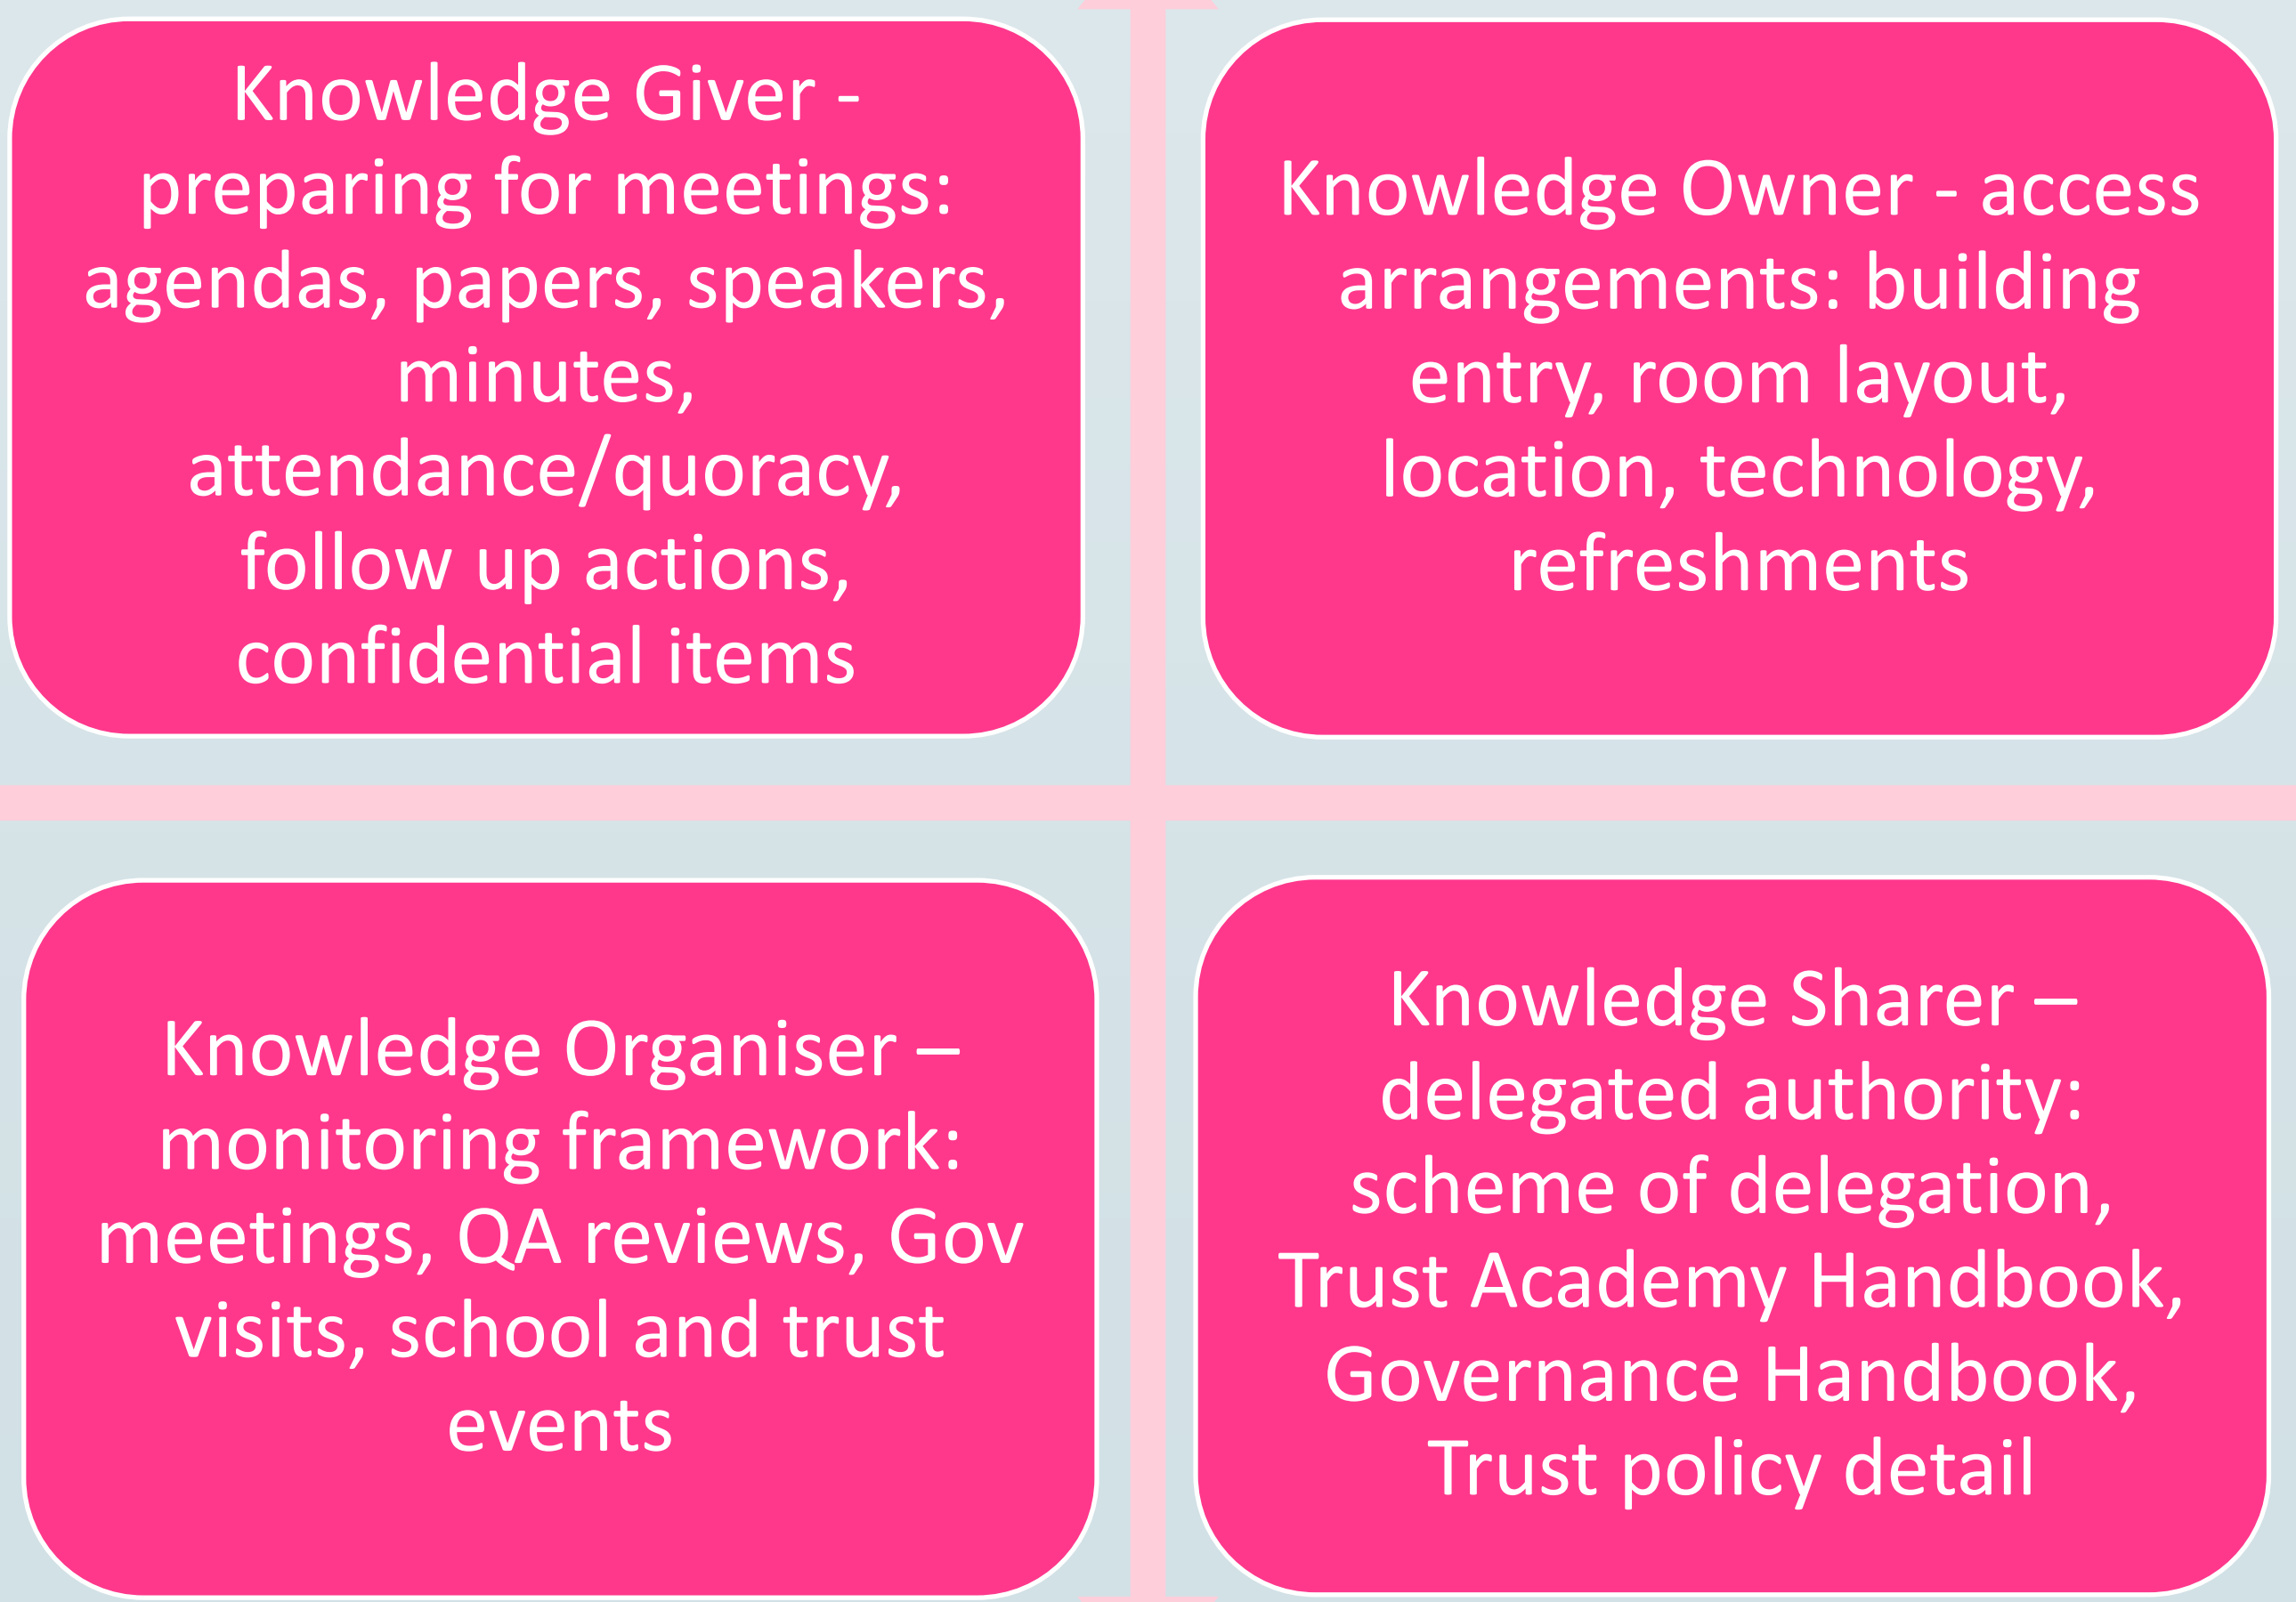 Knowledge Giver -
preparing for meetings:
agendas, papers, speakers,
minutes,
attendance/quoracy,
follow up actions,
confidential items
Knowledge Owner - access
arrangements: building
entry, room layout,
location, technology,
refreshments
Knowledge Organiser –
monitoring framework:
meetings, QA reviews, Gov
visits, school and trust
events
Knowledge Sharer –
delegated authority:
scheme of delegation,
Trust Academy Handbook,
Governance Handbook,
Trust policy detail